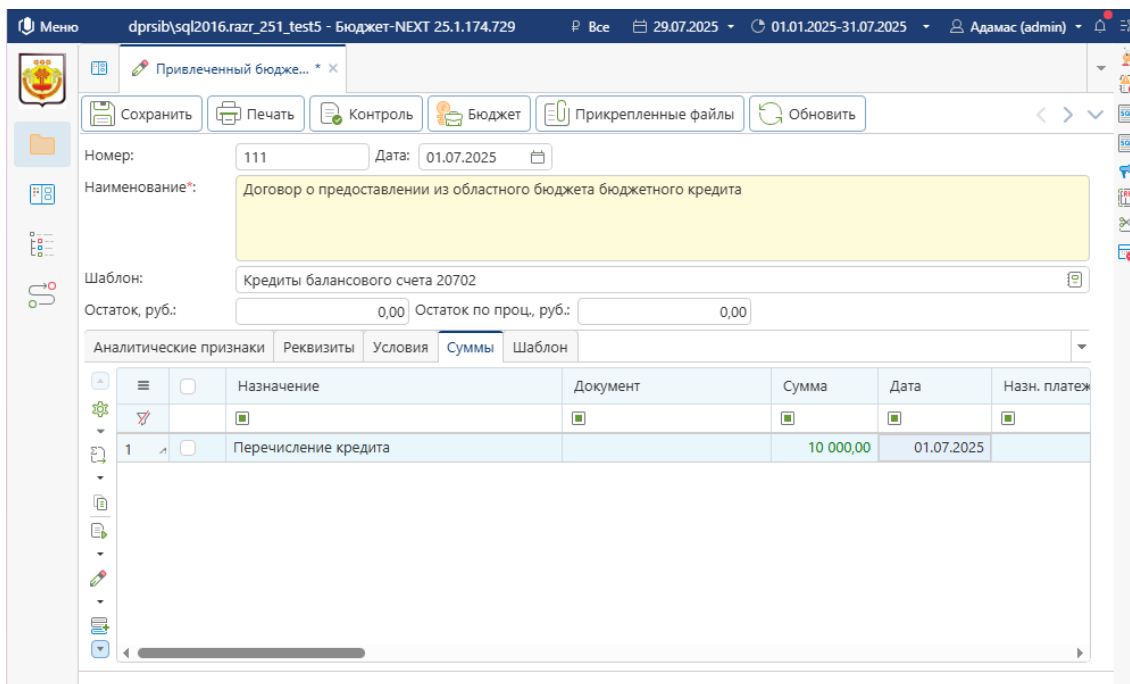 Меню dprsib\sql2016.razr_251_test5 - Бюджет-NEXT 25.1.174.729 ₽ Все 29.07.2025 01.01.2025-31.07.2025 Адамас (admin)
Привлеченный бюдже... * ×
Сохранить Печать Контроль Бюджет Прикрепленные файлы Обновить
Номер: 111 Дата: 01.07.2025
Наименование*: Договор о предоставлении из областного бюджета бюджетного кредита
Шаблон: Кредиты балансового счета 20702
Остаток, руб.: 0,00 Остаток по проц., руб.: 0,00
Аналитические признаки Реквизиты Условия Суммы Шаблон
Назначение Документ Сумма Дата Назн. платеж
1 Перечисление кредита 10 000,00 01.07.2025